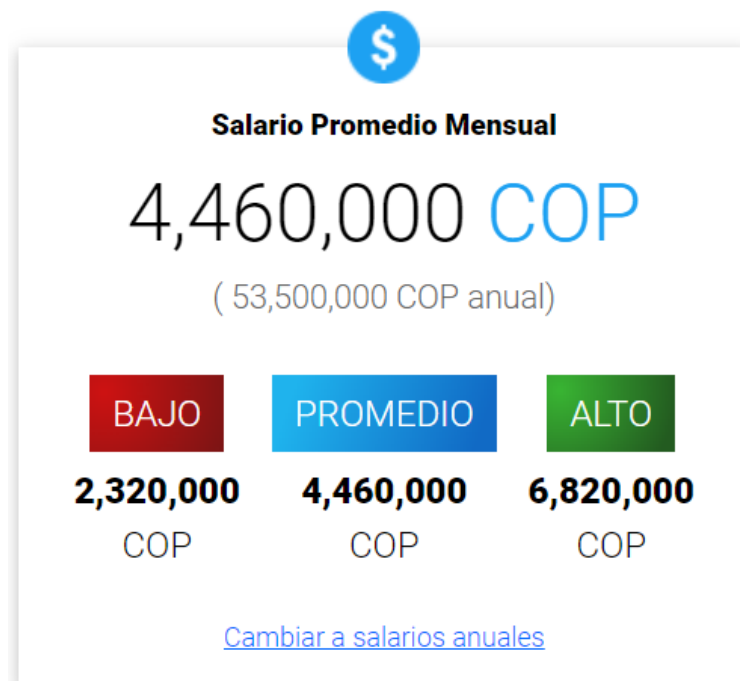 $
Salario Promedio Mensual
4,460,000 COP
( 53,500,000 COP anual)
BAJO PROMEDIO ALTO
2,320,000 4,460,000 6,820,000
COP COP COP
Cambiar a salarios anuales